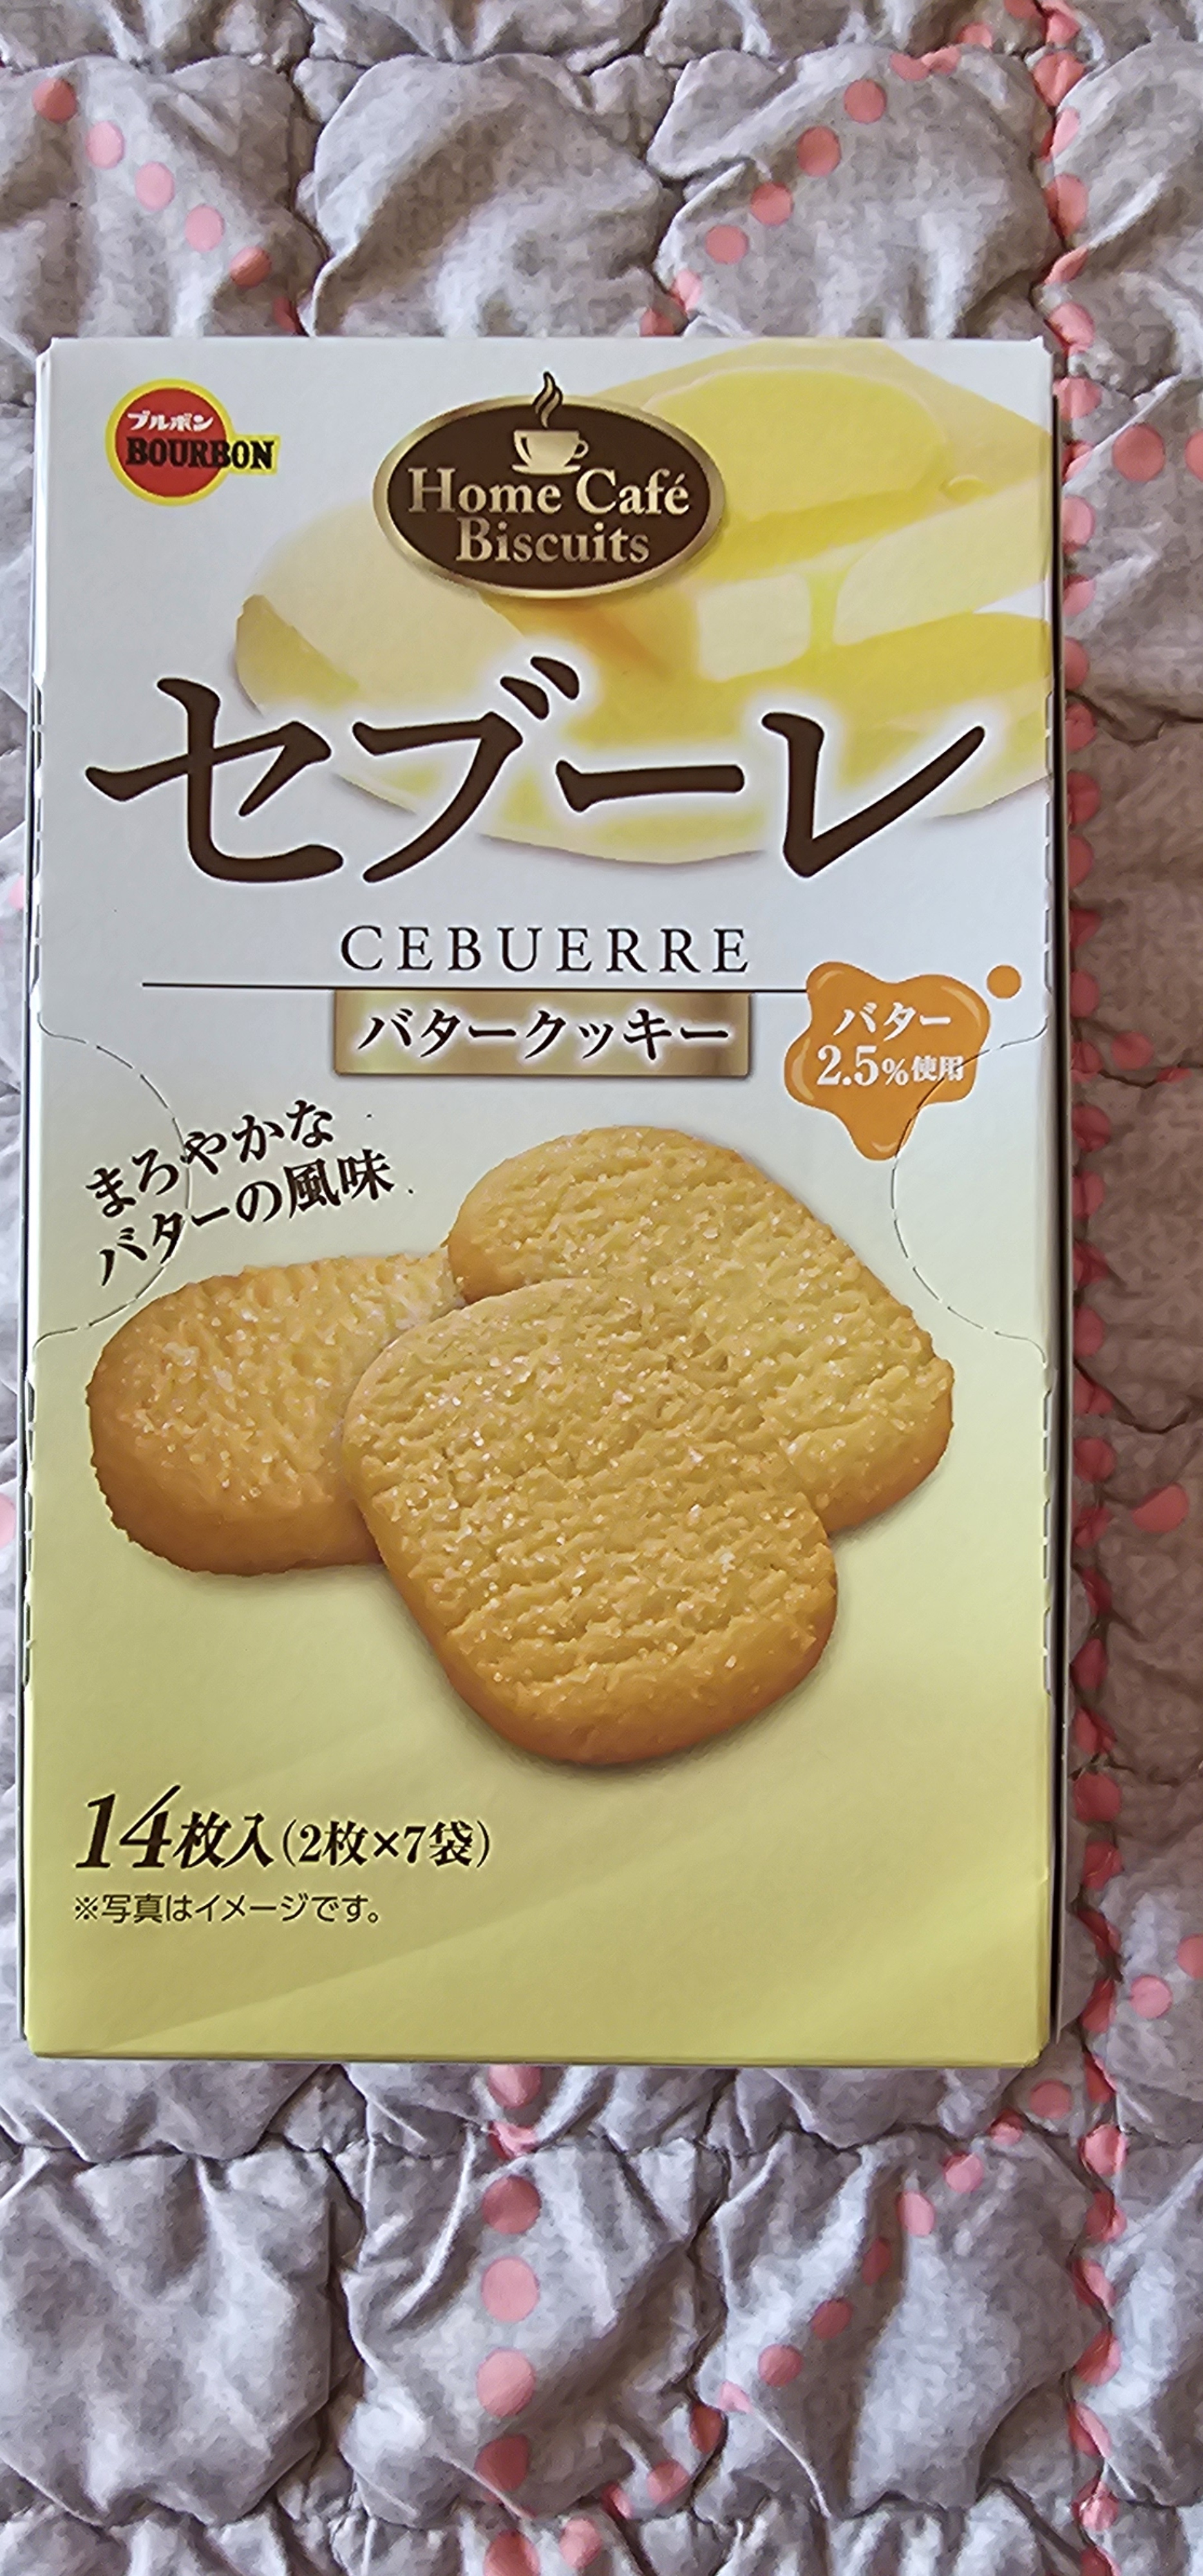 ブルボン
BOURBON
Home Café
Biscuits
セブーレ
CEBUERRE
バタークッキー
バター
2.5%使用
まろやかな
バターの風味
14枚入(2枚×7袋)
※写真はイメージです。